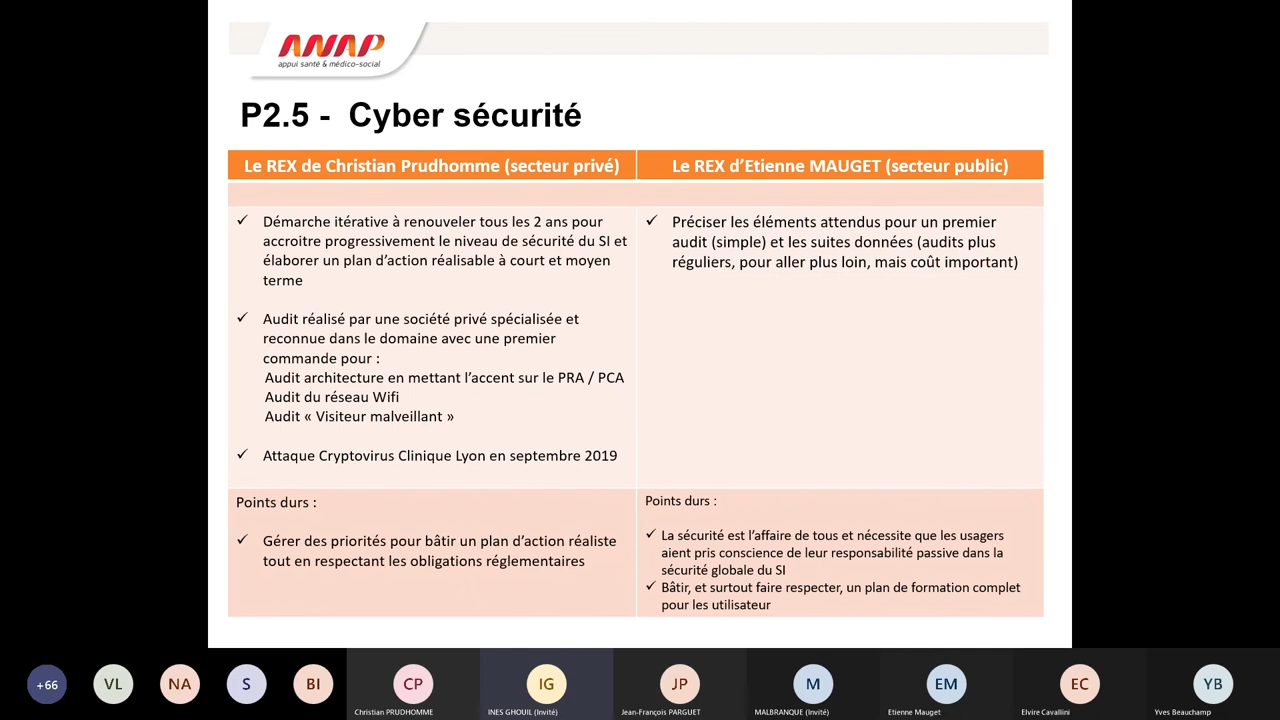 ANAP
appui santé & médico-social
P2.5 - Cyber sécurité
Le REX de Christian Prudhomme (secteur privé)
Le REX d’Etienne MAUGET (secteur public)
✓ Démarche itérative à renouveler tous les 2 ans pour
accroitre progressivement le niveau de sécurité du SI et
élaborer un plan d’action réalisable à court et moyen
terme
✓ Audit réalisé par une société privé spécialisée et
reconnue dans le domaine avec une premier
commande pour :
Audit architecture en mettant l’accent sur le PRA / PCA
Audit du réseau Wifi
Audit « Visiteur malveillant »
✓ Attaque Cryptovirus Clinique Lyon en septembre 2019
✓ Préciser les éléments attendus pour un premier
audit (simple) et les suites données (audits plus
réguliers, pour aller plus loin, mais coût important)
Points durs :
✓ Gérer des priorités pour bâtir un plan d’action réaliste
tout en respectant les obligations réglementaires
Points durs :
✓ La sécurité est l’affaire de tous et nécessite que les usagers
aient pris conscience de leur responsabilité passive dans la
sécurité globale du SI
✓ Bâtir, et surtout faire respecter, un plan de formation complet
pour les utilisateur
+66
VL
NA
S
BI
CP
Christian PRUDHOMME
IG
INES GHOUIL (Invité)
JP
Jean-François PARGUET
M
MALBRANQUE (Invité)
EM
Etienne Mauget
EC
Elvire Cavallini
YB
Yves Beauchamp